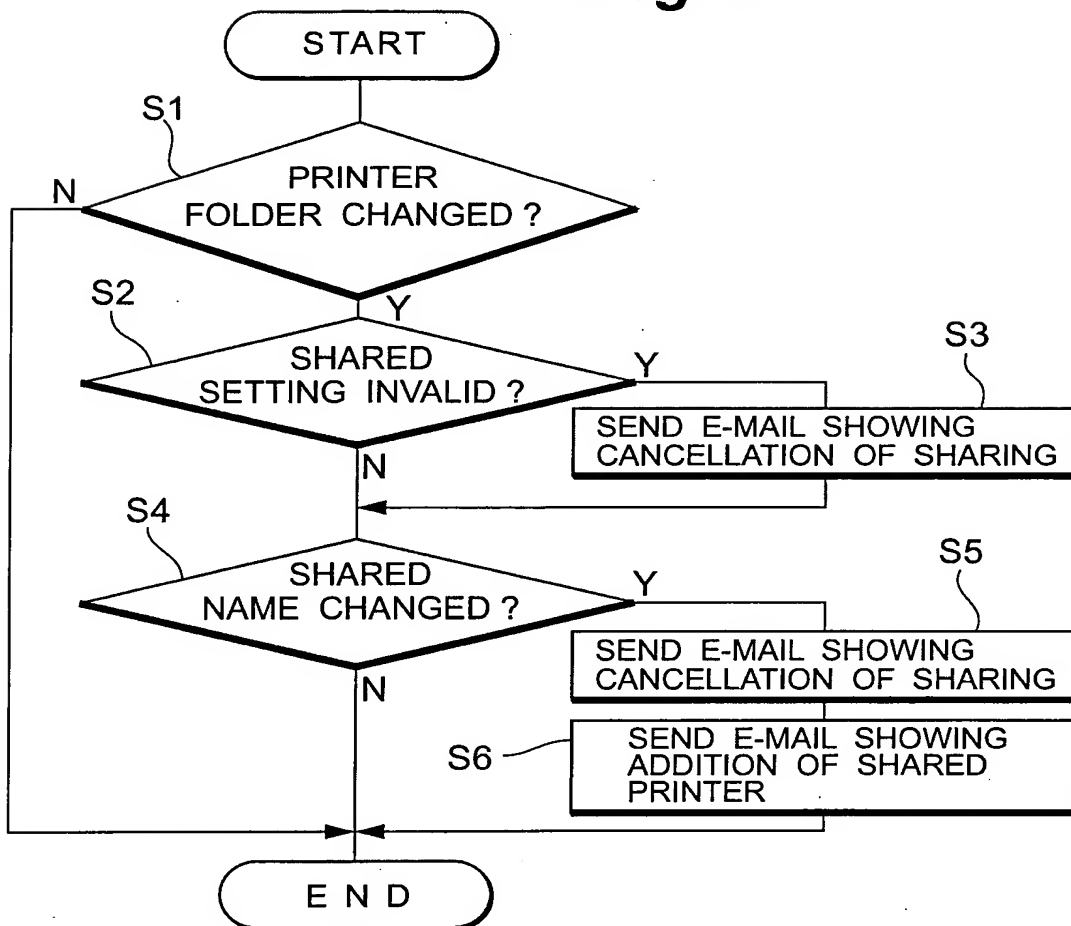 START
S1
PRINTER
FOLDER CHANGED ?
N
Y
S2
SHARED
SETTING INVALID ?
Y
N
S3
SEND E-MAIL SHOWING
CANCELLATION OF SHARING
S4
SHARED
NAME CHANGED ?
Y
N
S5
SEND E-MAIL SHOWING
CANCELLATION OF SHARING
S6
SEND E-MAIL SHOWING
ADDITION OF SHARED
PRINTER
END